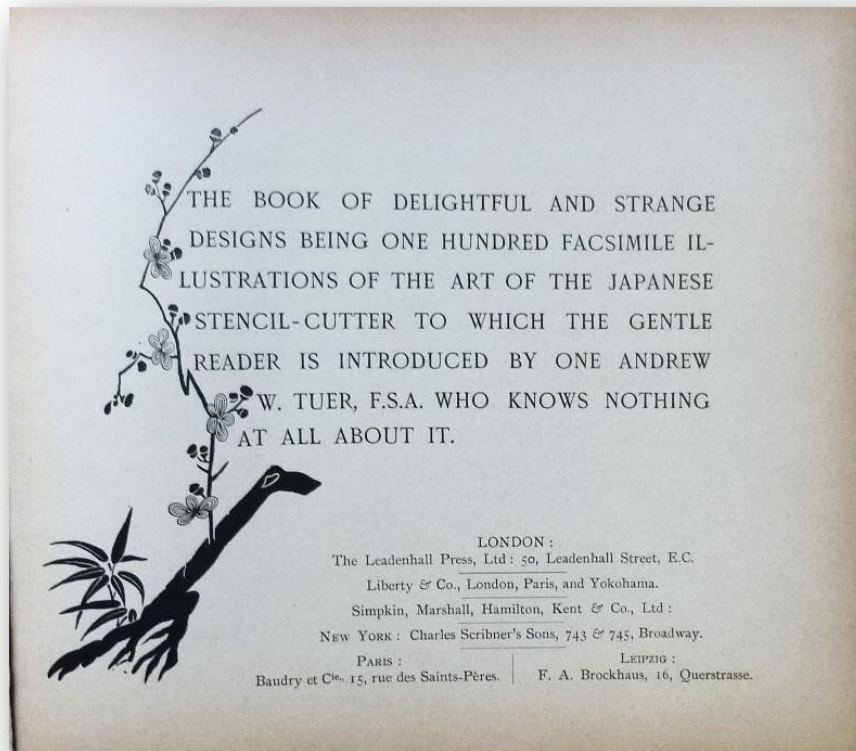 THE BOOK OF DELIGHTFUL AND STRANGE
DESIGNS BEING ONE HUNDRED FACSIMILE IL-
LUSTRATIONS OF THE ART OF THE JAPANESE
STENCIL-CUTTER TO WHICH THE GENTLE
READER IS INTRODUCED BY ONE ANDREW
W. TUER, F.S.A. WHO KNOWS NOTHING
AT ALL ABOUT IT.
LONDON :
The Leadenhall Press, Ltd : 50, Leadenhall Street, E.C.
Liberty & Co., London, Paris, and Yokohama.
Simpkin, Marshall, Hamilton, Kent & Co., Ltd :
NEW YORK : Charles Scribner's Sons, 743 & 745, Broadway.
PARIS :
Baudry et Cie., 15, rue des Saints-Pères.
LEIPZIG :
F. A. Brockhaus, 16, Querstrasse.